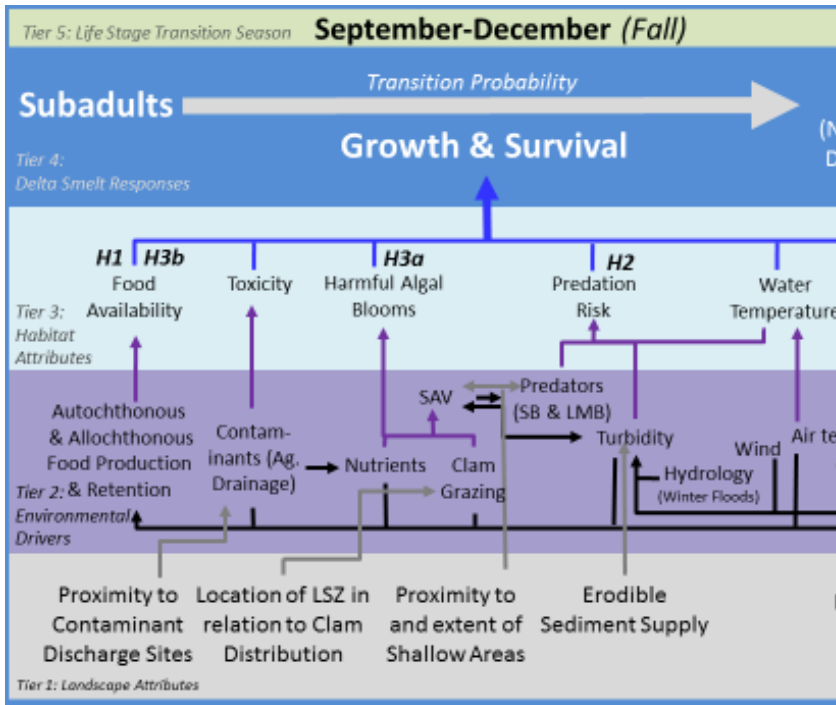 Tier 5: Life Stage Transition Season September-December (Fall)
Transition Probability
Subadults
Growth & Survival
(N
D
Tier 4:
Delta Smelt Responses
H1 H3b H3a H2
Food
Availability
Toxicity
Harmful Algal
Blooms
Predation
Risk
Water
Temperature
Tier 3:
Habitat
Attributes
Autochthonous
& Allochthonous
Food Production
& Retention
Contam-
inants (Ag.
Drainage)
Nutrients
SAV
Clam
Grazing
Predators
(SB & LMB)
Turbidity
Hydrology
(Winter Floods)
Wind
Air te
Tier 2:
Environmental
Drivers
Proximity to
Contaminant
Discharge Sites
Location of LSZ in
relation to Clam
Distribution
Proximity to
and extent of
Shallow Areas
Erodible
Sediment Supply
Tier 1: Landscape Attributes